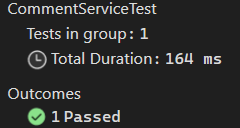 CommentServiceTest
Tests in group: 1
Total Duration: 164 ms
Outcomes
1 Passed